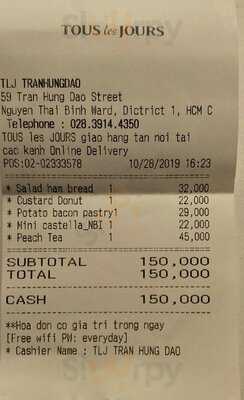 TOUS les JOURS
TLJ TRANHUNGDAO
59 Tran Hung Dao Street
Nguyen Thai Binh Ward, Dictrict 1, HCM C
Telephone : 028.3914.4350
TOUS les JOURS giao hang tan noi tai
cac kenh Online Delivery
POS:02-02333578 10/28/2019 16:23
* Salad ham bread 1 32,000
* Custard Donut 1 22,000
* Potato bacon pastry1 29,000
* Mini castella_NBI 1 22,000
* Peach Tea 1 45,000
SUBTOTAL 150,000
TOTAL 150,000
CASH 150,000
**Hoa don co gia tri trong ngay
[Free wifi PW: everyday]
* Cashier Name : TLJ TRAN HUNG DAO